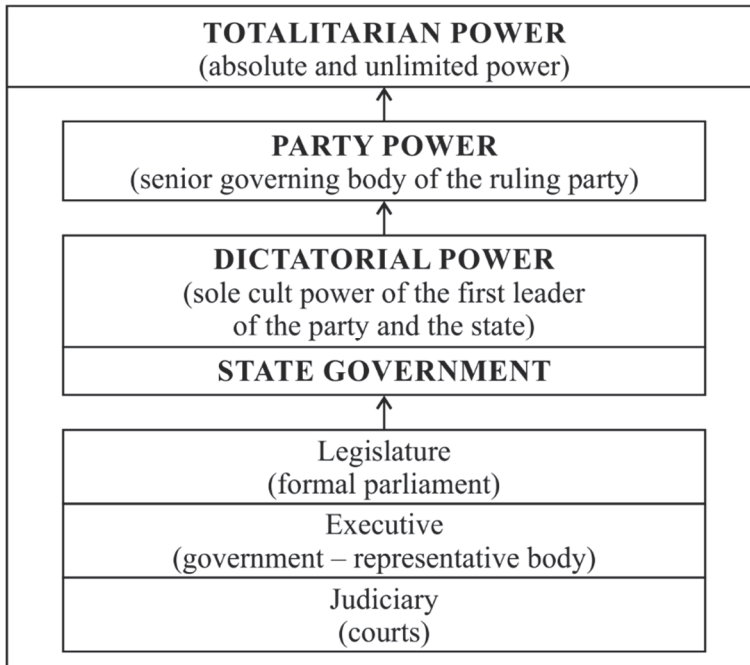 TOTALITARIAN POWER
(absolute and unlimited power)
PARTY POWER
(senior governing body of the ruling party)
DICTATORIAL POWER
(sole cult power of the first leader
of the party and the state)
STATE GOVERNMENT
Legislature
(formal parliament)
Executive
(government – representative body)
Judiciary
(courts)